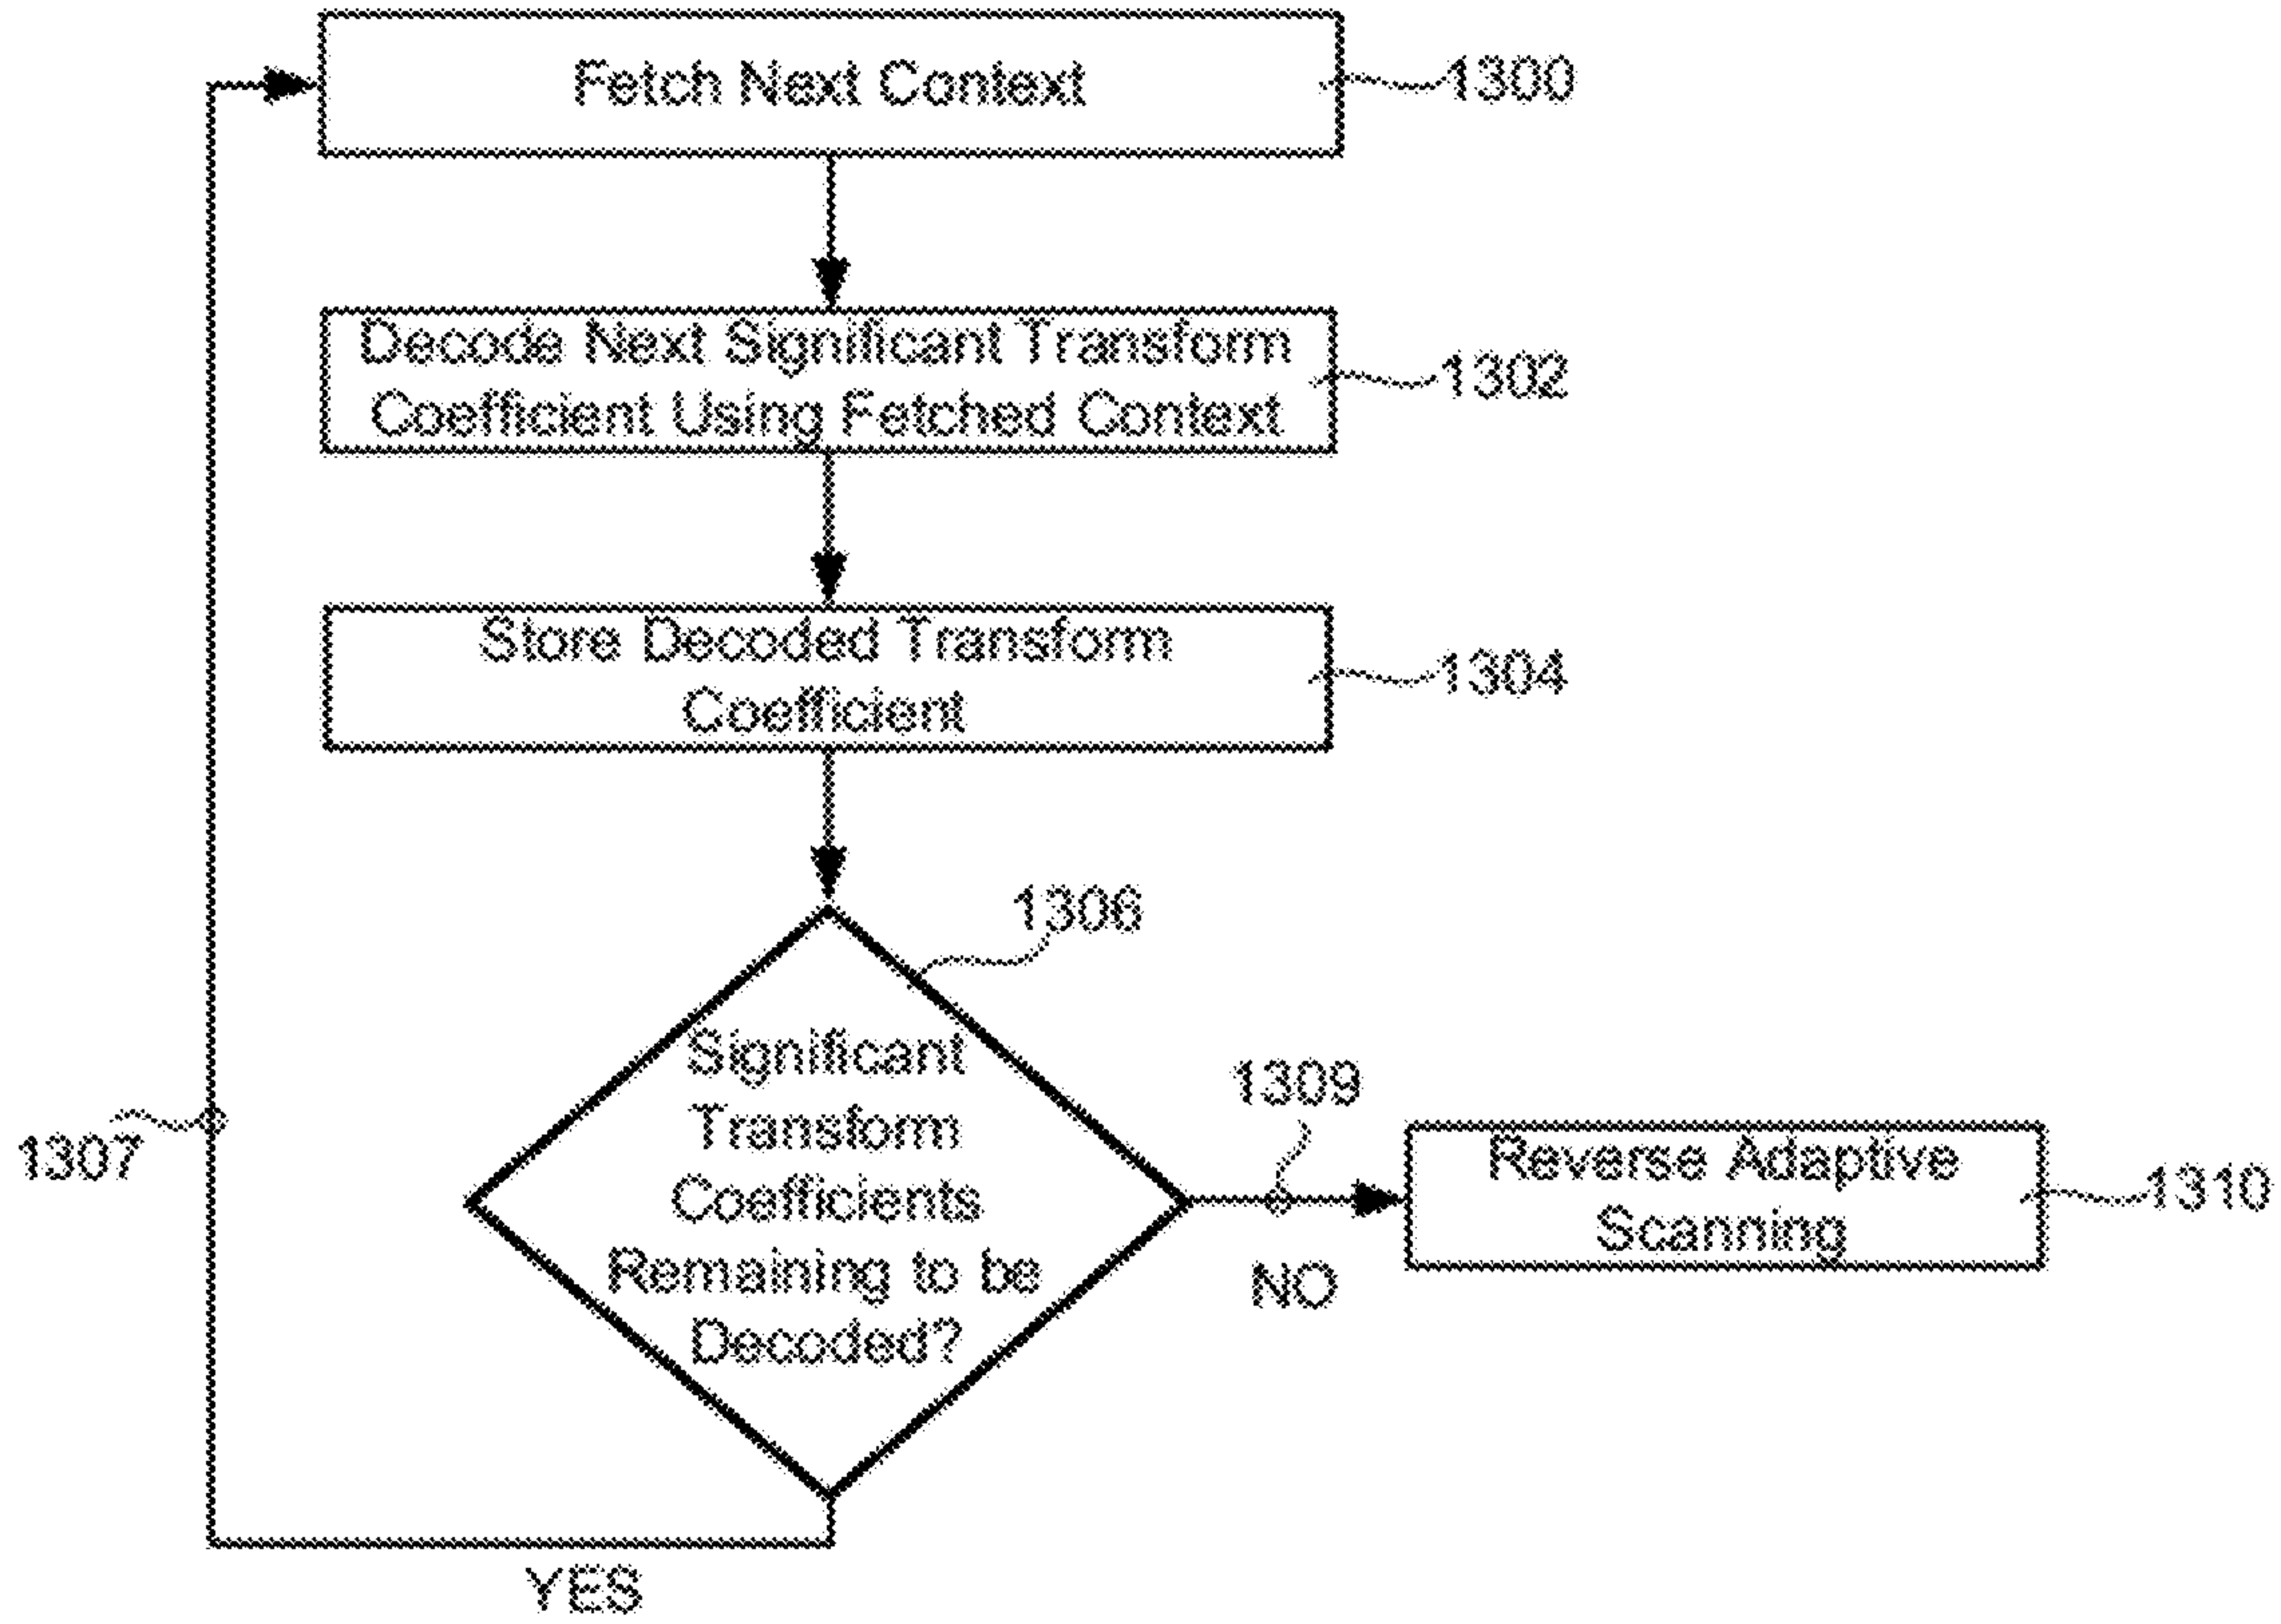 Fetch Next Context
1300
Decode Next Significant Transform
Coefficient Using Fetched Context
1302
Store Decoded Transform
Coefficient
1304
1306
Significant
Transform
Coefficients
Remaining to be
Decoded?
1307
1309
NO
Reverse Adaptive
Scanning
1310
YES